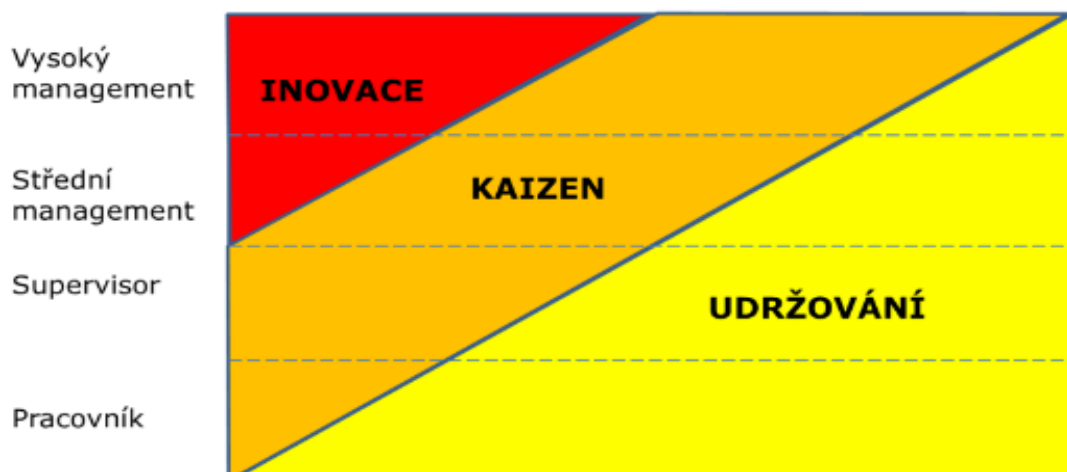 Vysoký
management
INOVACE
Střední
management
KAIZEN
Supervisor
UDRŽOVÁNÍ
Pracovník